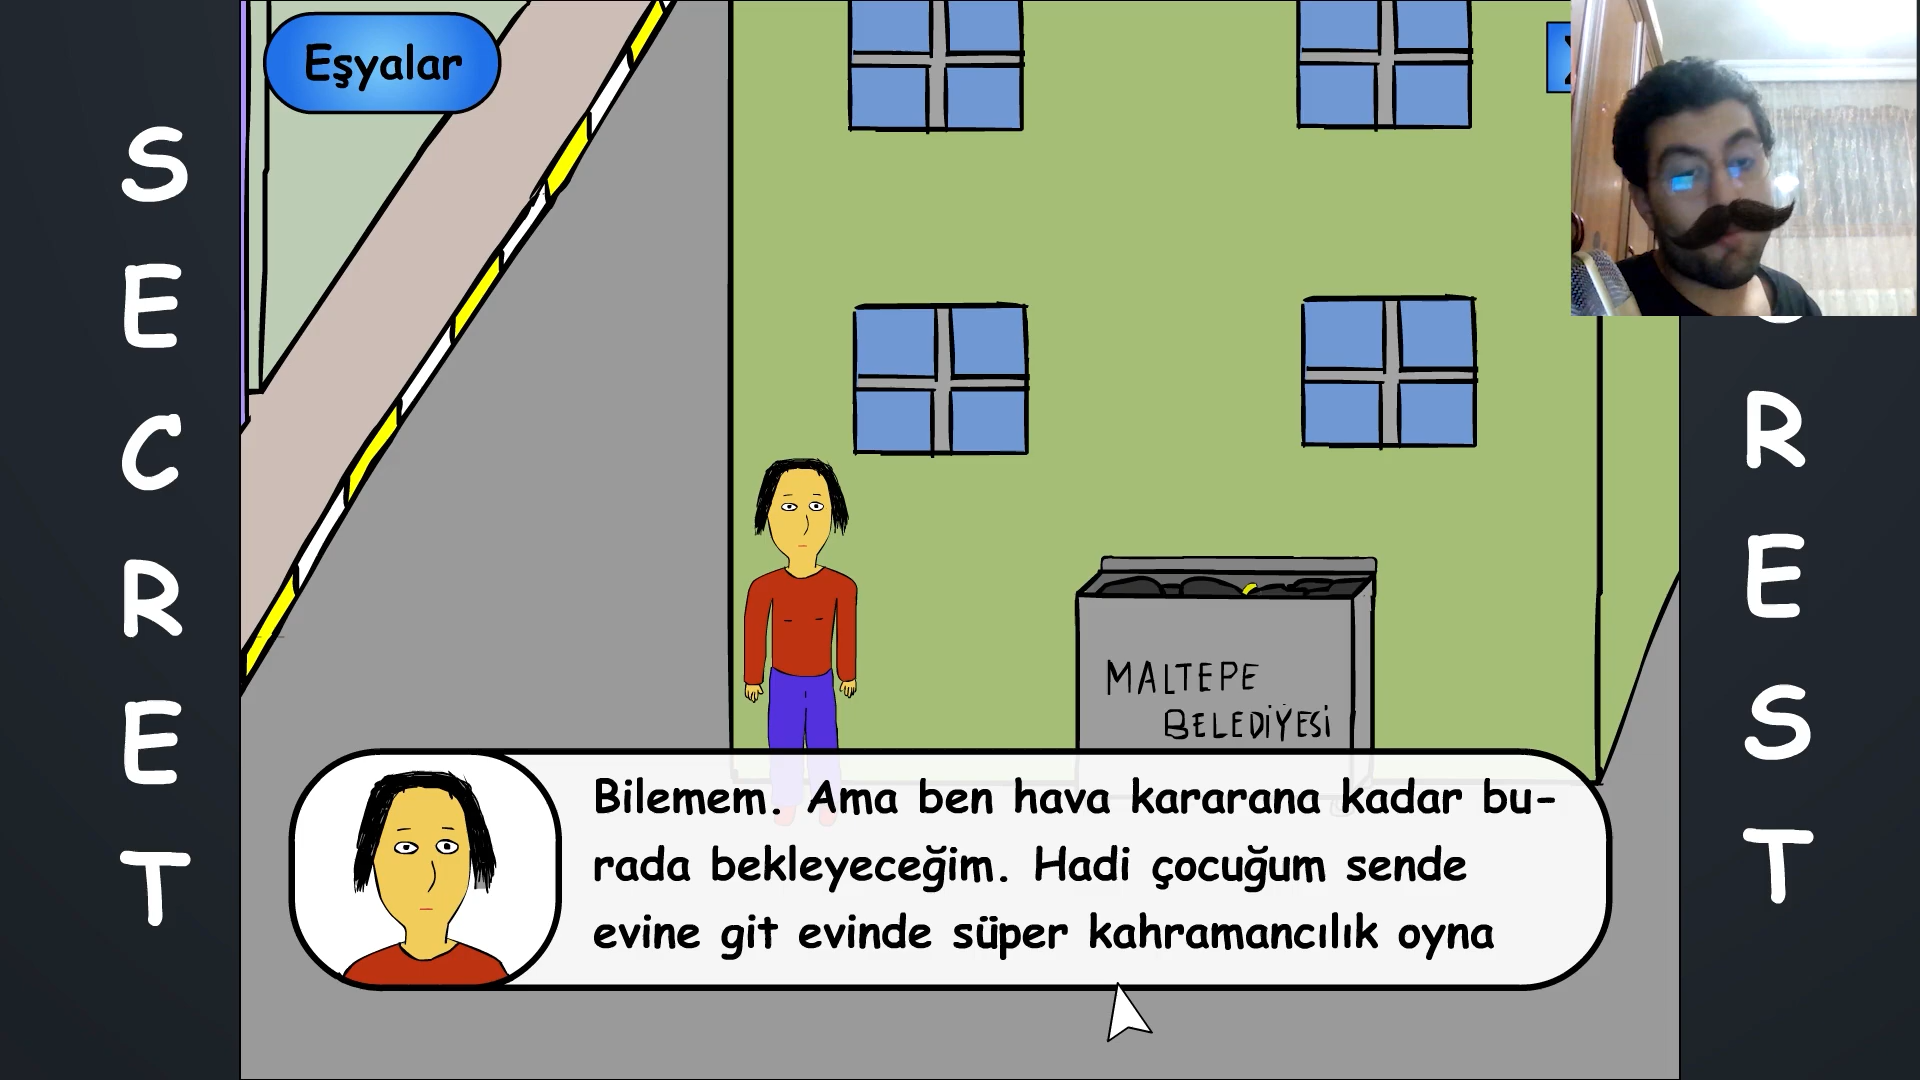 Eşyalar
SECRET
MALTEPE
BELEDİYESİ
REST
Bilemem. Ama ben hava kararana kadar bu-
rada bekleyeceğim. Hadi çocuğum sende
evine git evinde süper kahramancılık oyna